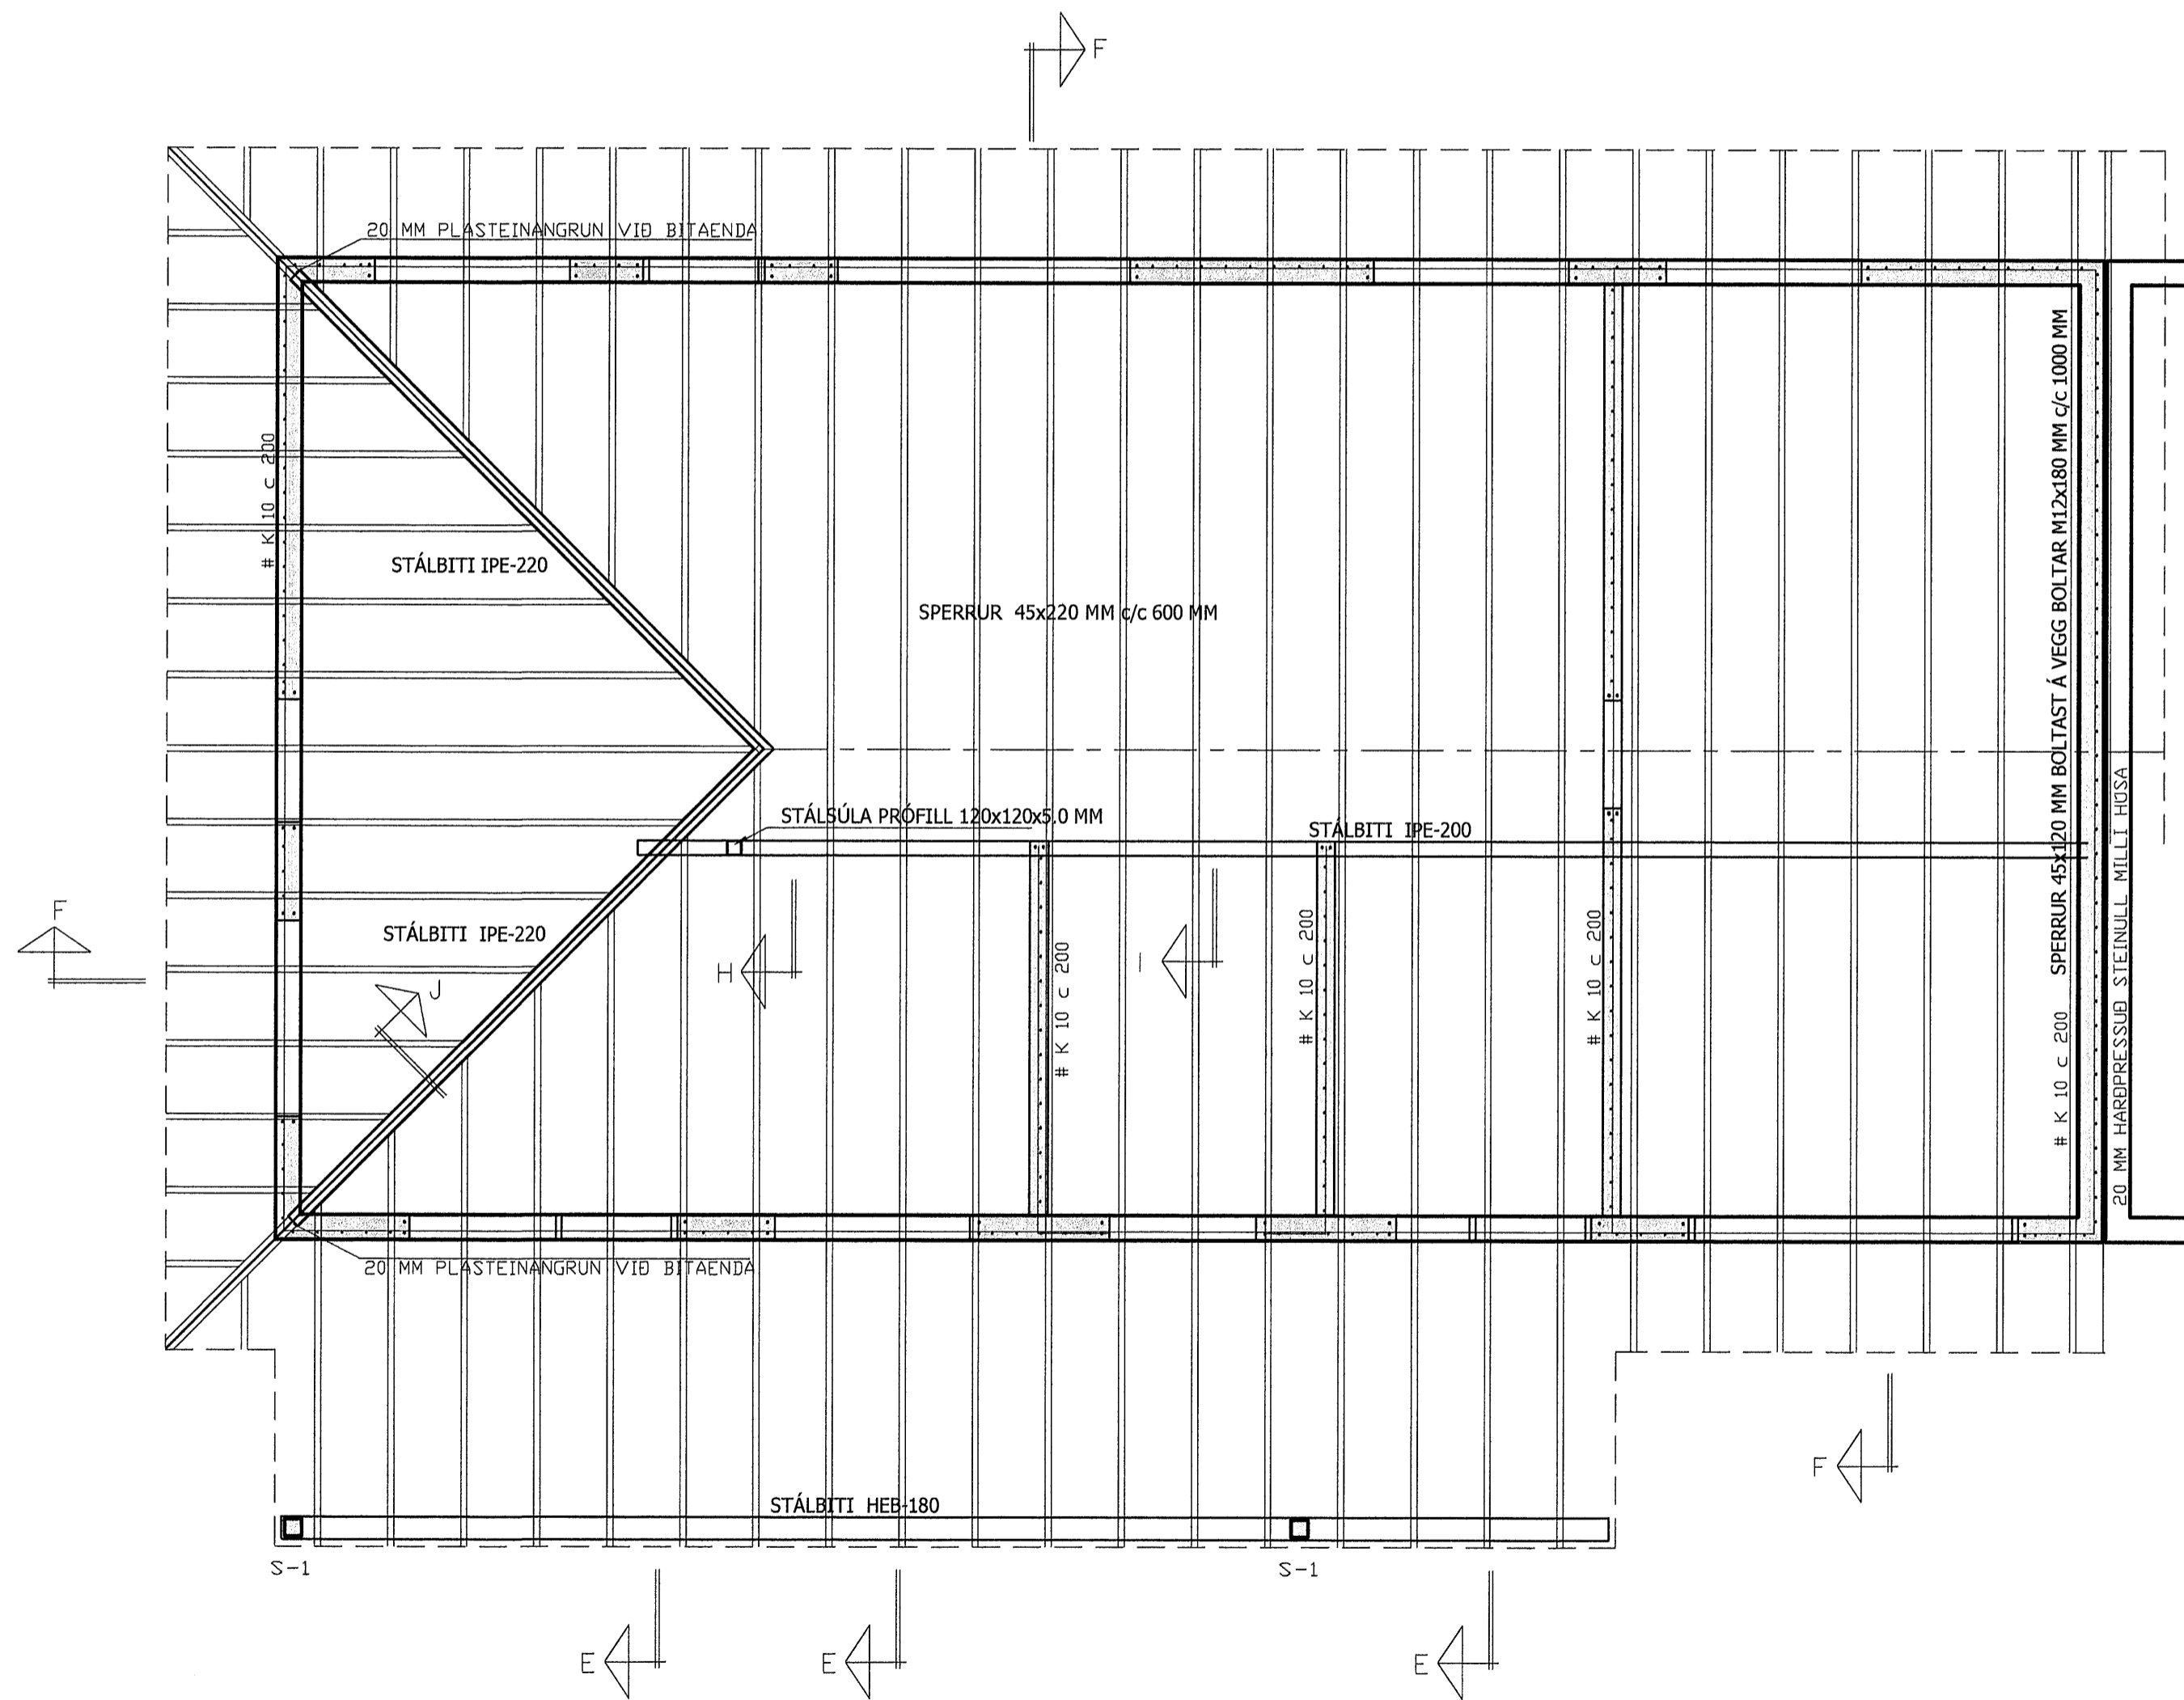 F
20 MM PLASTEINANGRUN VIÐ BITAENDA
# K 10 c 200
STÁLBITI IPE-220
SPERRUR 45x220 MM c/c 600 MM
SPERRUR 45x120 MM BOLTAST Á VEGG BOLTAR M12x180 MM c/c 1000 MM
STÁLSÚLA PRÓFILL 120x120x5.0 MM
STÁLBITI IPE-200
20 MM HARÐPRESSUÐ STEINULL MILLI HÚSA
F
STÁLBITI IPE-220
J
H
# K 10 c 200
I
# K 10 c 200
# K 10 c 200
# K 10 c 200
20 MM PLASTEINANGRUN VIÐ BITAENDA
F
STÁLBITI HEB-180
S-1
S-1
E
E
E